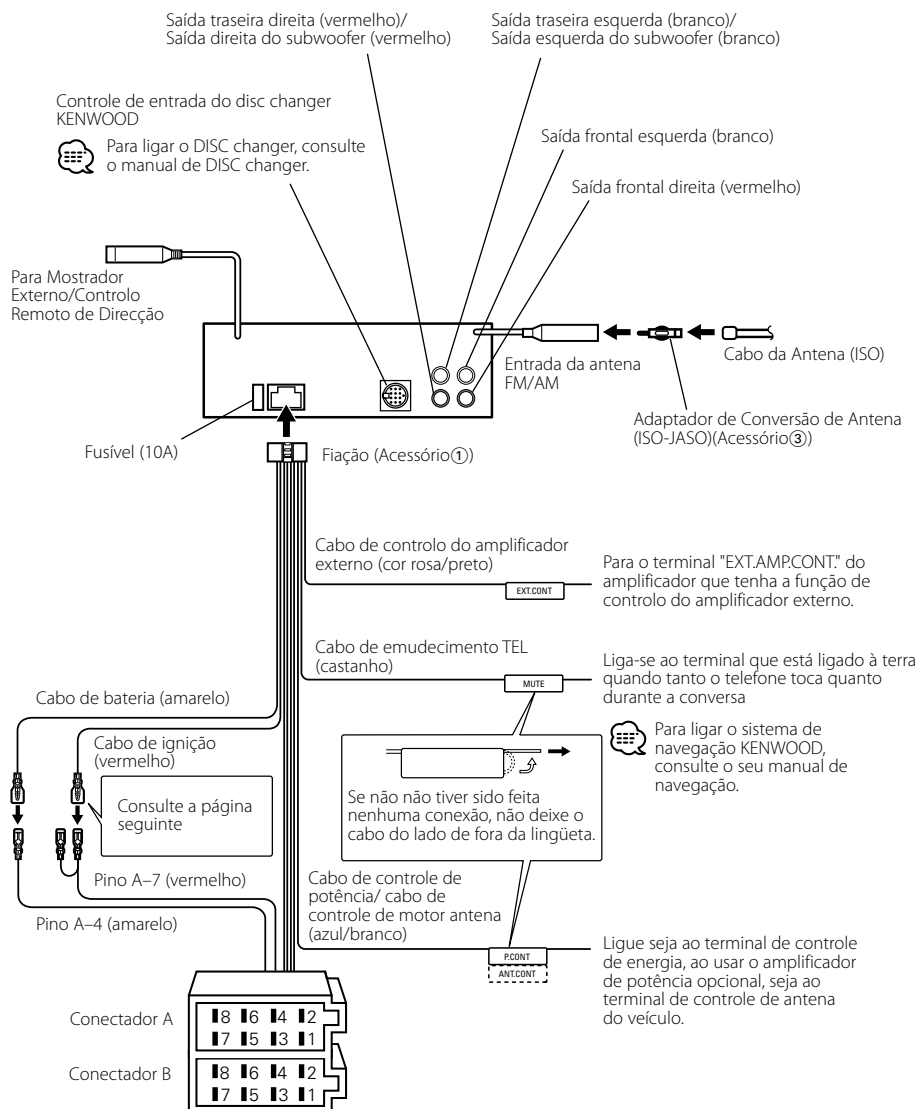 Saída traseira direita (vermelho)/
Saída direita do subwoofer (vermelho)
Saída traseira esquerda (branco)/
Saída esquerda do subwoofer (branco)
Controle de entrada do disc changer
KENWOOD
Para ligar o DISC changer, consulte
o manual de DISC changer.
Saída frontal esquerda (branco)
Saída frontal direita (vermelho)
Para Mostrador
Externo/Controlo
Remoto de Direcção
Entrada da antena
FM/AM
Cabo da Antena (ISO)
Adaptador de Conversão de Antena
(ISO-JASO)(Acessório③)
Fusível (10A)
Fiação (Acessório①)
Cabo de controlo do amplificador
externo (cor rosa/preto)
EXT.CONT
Para o terminal "EXT.AMP.CONT." do
amplificador que tenha a função de
controlo do amplificador externo.
Cabo de emudecimento TEL
(castanho)
MUTE
Liga-se ao terminal que está ligado à terra
quando tanto o telefone toca quanto
durante a conversa
Para ligar o sistema de
navegação KENWOOD,
consulte o seu manual de
navegação.
Cabo de bateria (amarelo)
Cabo de ignição
(vermelho)
Consulte a página
seguinte
Se não não tiver sido feita
nenhuma conexão, não deixe o
cabo do lado de fora da lingüeta.
Pino A–7 (vermelho)
Pino A–4 (amarelo)
Cabo de controle de
potência/ cabo de
controle de motor antena
(azul/branco)
P.CONT
ANT.CONT
Ligue seja ao terminal de controle
de energia, ao usar o amplificador
de potência opcional, seja ao
terminal de controle de antena
do veículo.
Conectador A
8 6 4 2
7 5 3 1
Conectador B
8 6 4 2
7 5 3 1